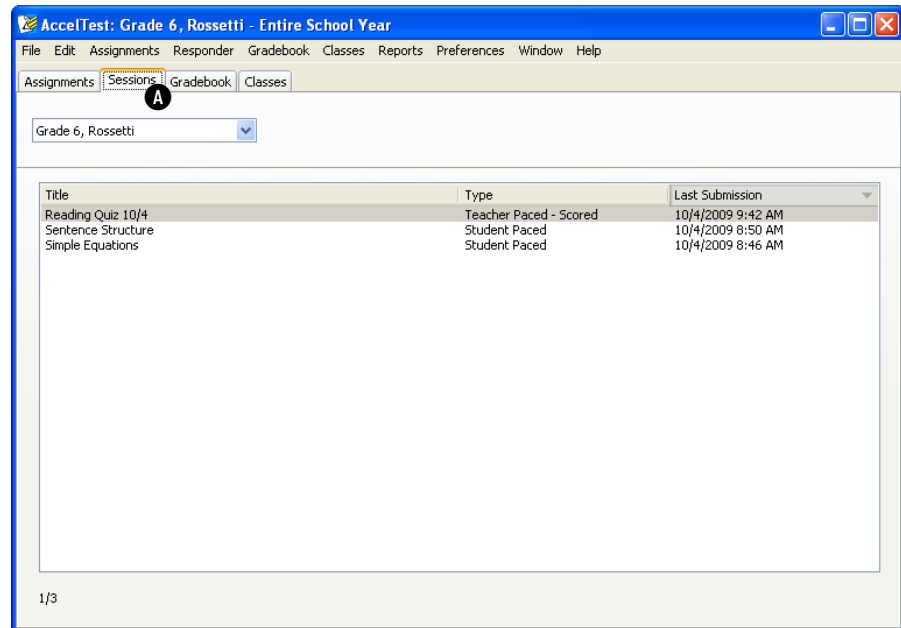 AccelTest: Grade 6, Rossetti - Entire School Year
File Edit Assignments Responder Gradebook Classes Reports Preferences Window Help
Assignments Sessions Gradebook Classes
A
Grade 6, Rossetti
Title Type Last Submission
Reading Quiz 10/4 Teacher Paced - Scored 10/4/2009 9:42 AM
Sentence Structure Student Paced 10/4/2009 8:50 AM
Simple Equations Student Paced 10/4/2009 8:46 AM
1/3